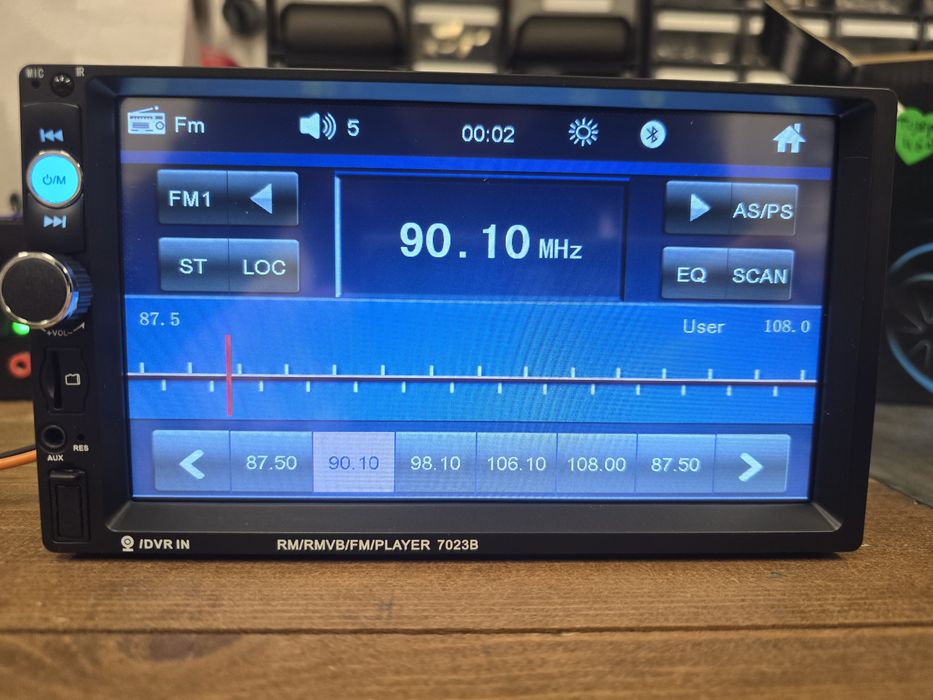 MIC IR
Fm 5 00:02
⏻/M
FM1 AS/PS
90.10 MHz
ST LOC EQ SCAN
87.5 User 108.0
+VOL-
87.50 90.10 98.10 106.10 108.00 87.50
AUX RES
/DVR IN RM/RMVB/FM/PLAYER 7023B